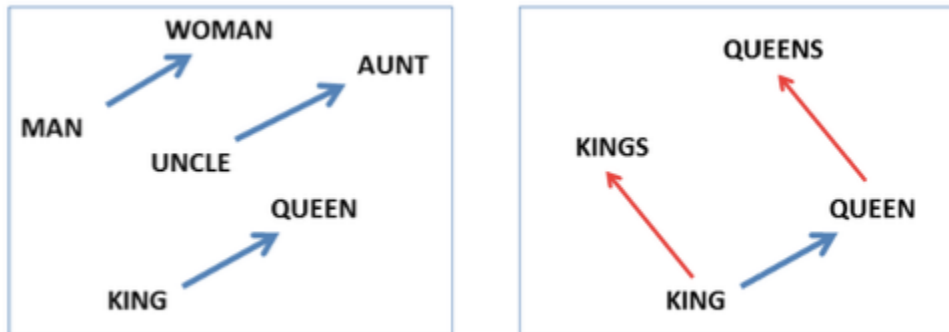 WOMAN
AUNT
MAN
UNCLE
QUEEN
KING
QUEENS
KINGS
QUEEN
KING